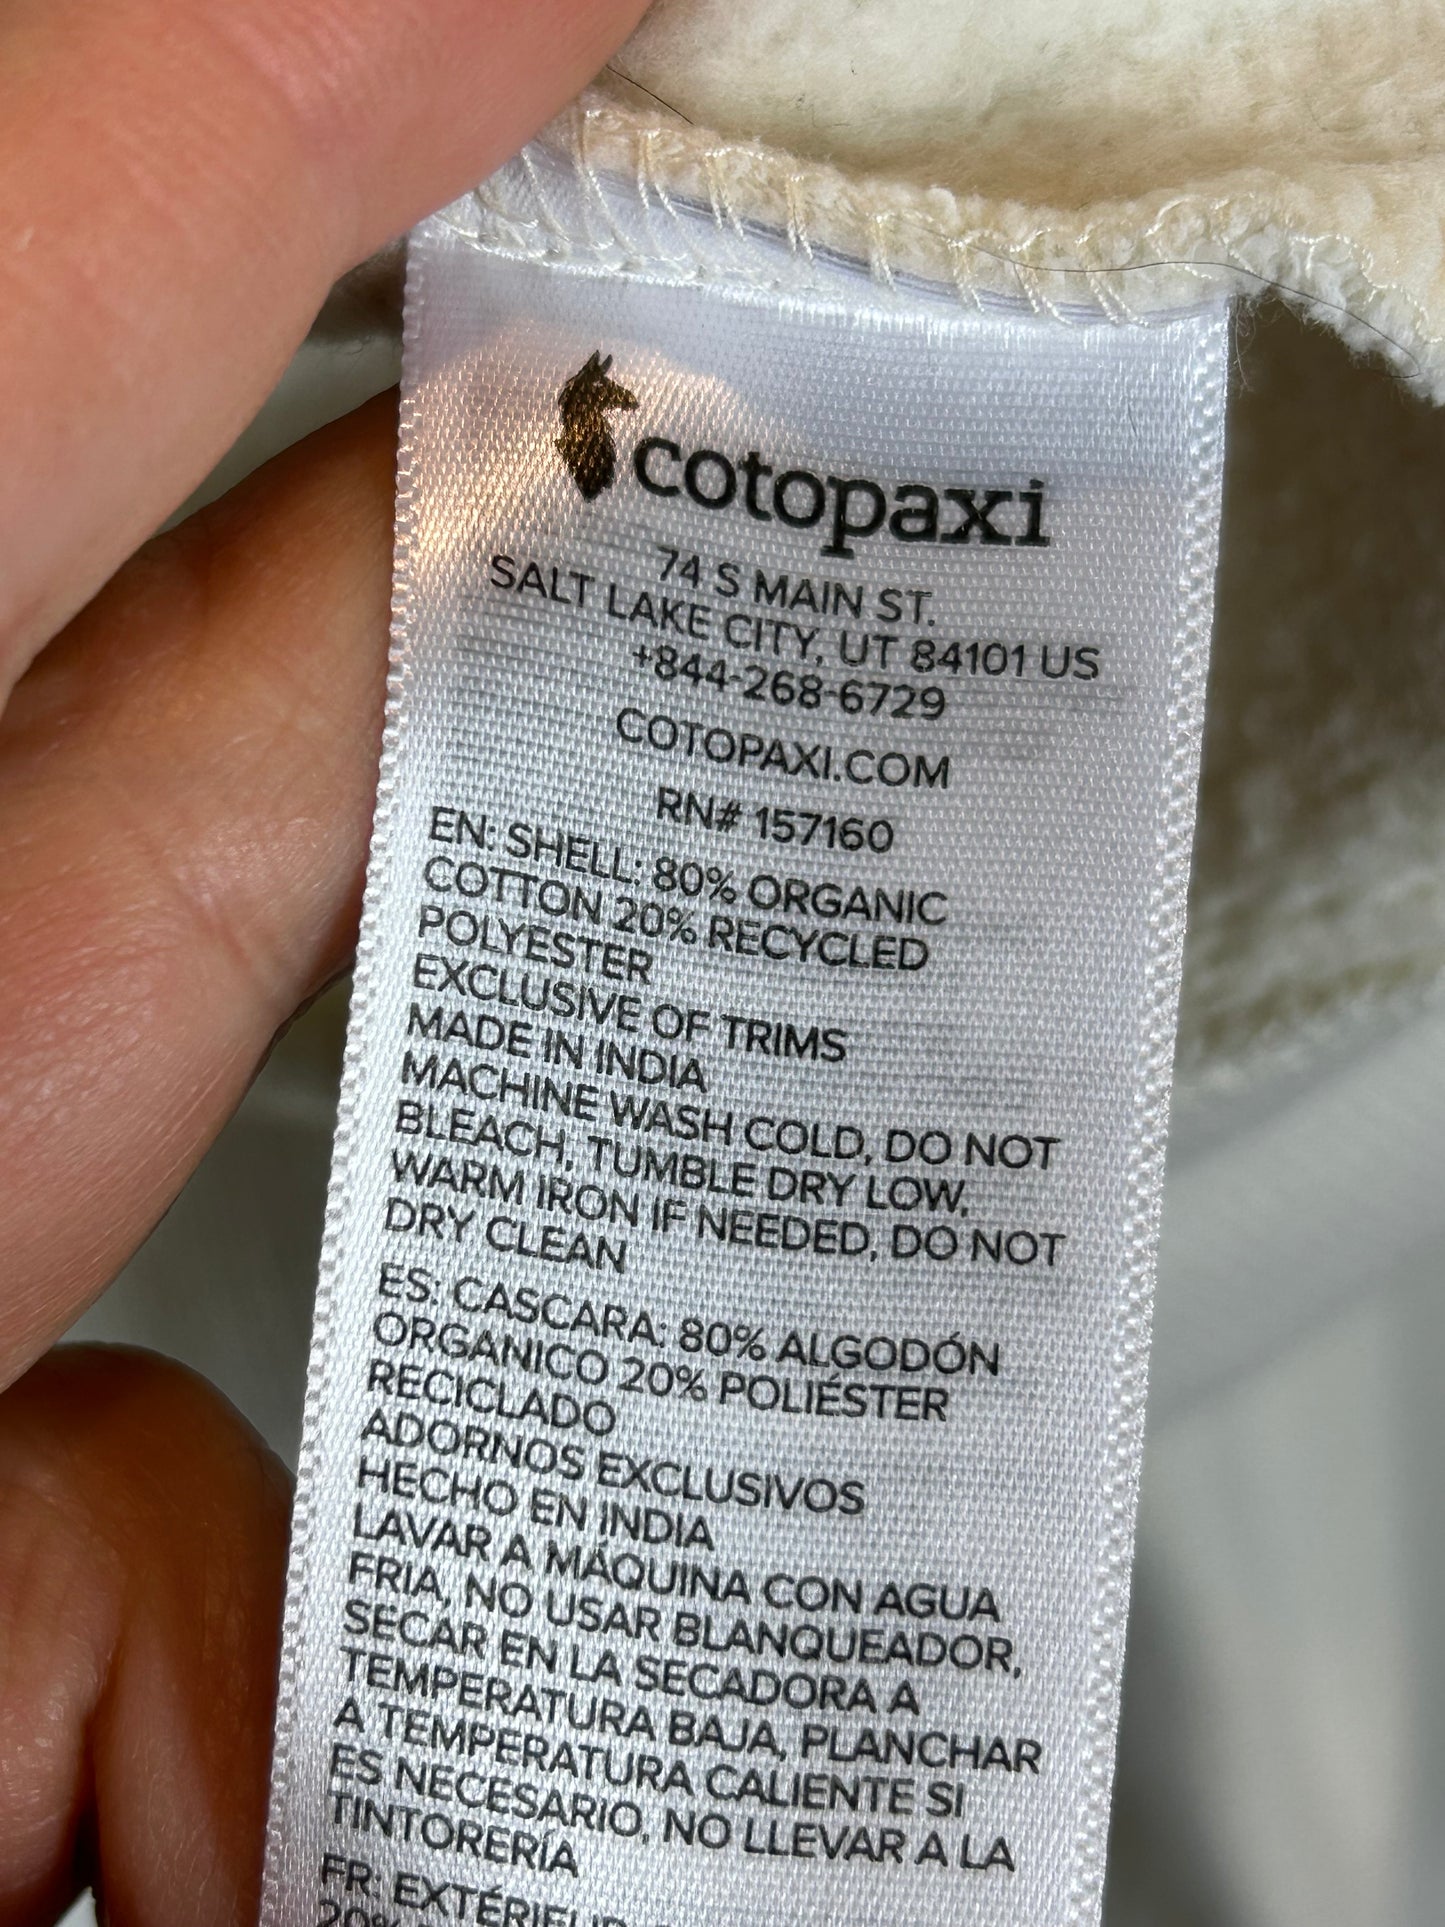 cotopaxi
74 S MAIN ST.
SALT LAKE CITY, UT 84101 US
+844-268-6729
COTOPAXI.COM
RN# 157160
EN: SHELL: 80% ORGANIC
COTTON 20% RECYCLED
POLYESTER
EXCLUSIVE OF TRIMS
MADE IN INDIA
MACHINE WASH COLD, DO NOT
BLEACH, TUMBLE DRY LOW,
WARM IRON IF NEEDED, DO NOT
DRY CLEAN
ES: CASCARA: 80% ALGODÓN
ORGANICO 20% POLIÉSTER
RECICLADO
ADORNOS EXCLUSIVOS
HECHO EN INDIA
LAVAR A MÁQUINA CON AGUA
FRIA, NO USAR BLANQUEADOR,
SECAR EN LA SECADORA A
TEMPERATURA BAJA, PLANCHAR
A TEMPERATURA CALIENTE SI
ES NECESARIO, NO LLEVAR A LA
TINTORERÍA
FR: EXTÉRIEUR
20%